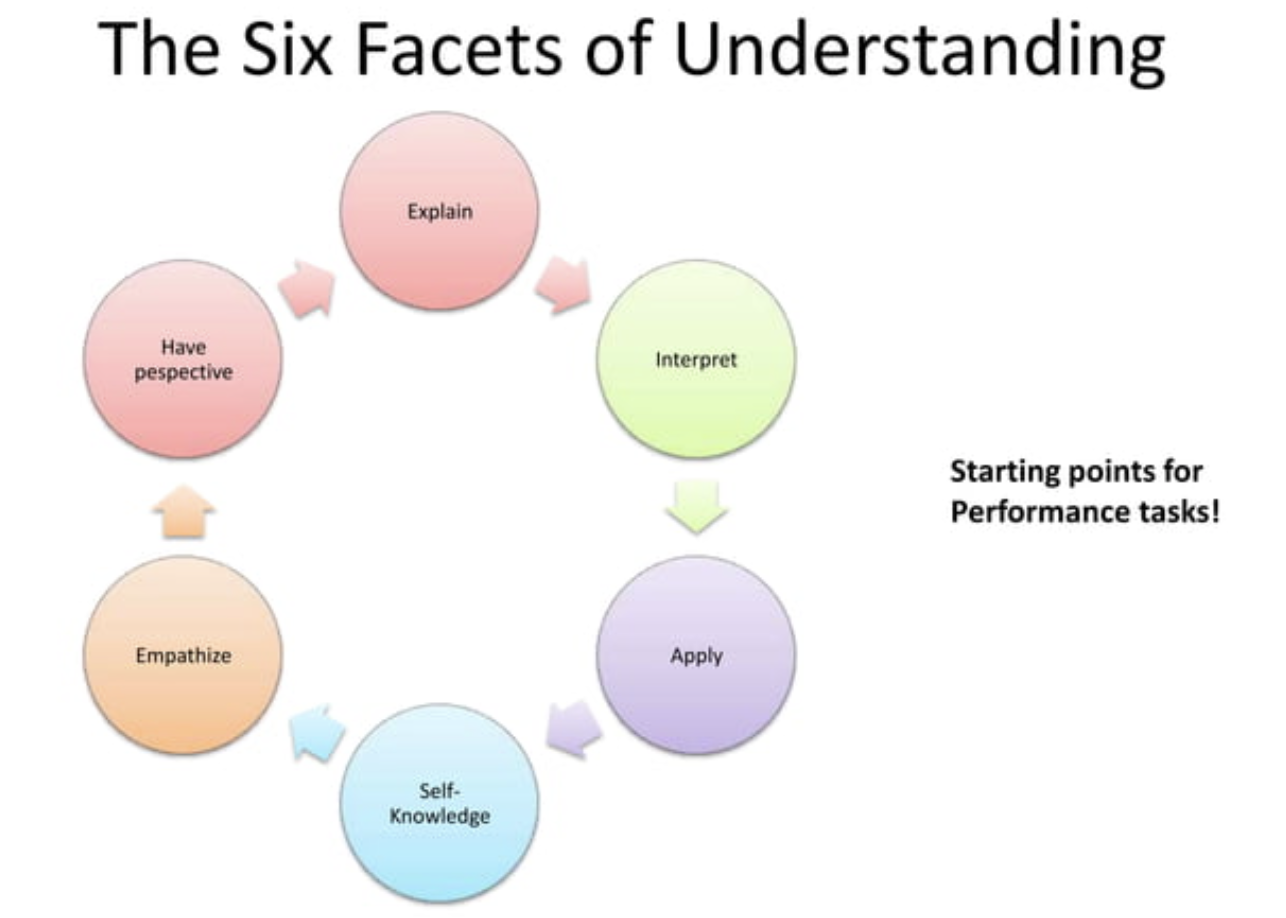 The Six Facets of Understanding
Explain
Interpret
Apply
Self-
Knowledge
Empathize
Have
pespective
Starting points for
Performance tasks!